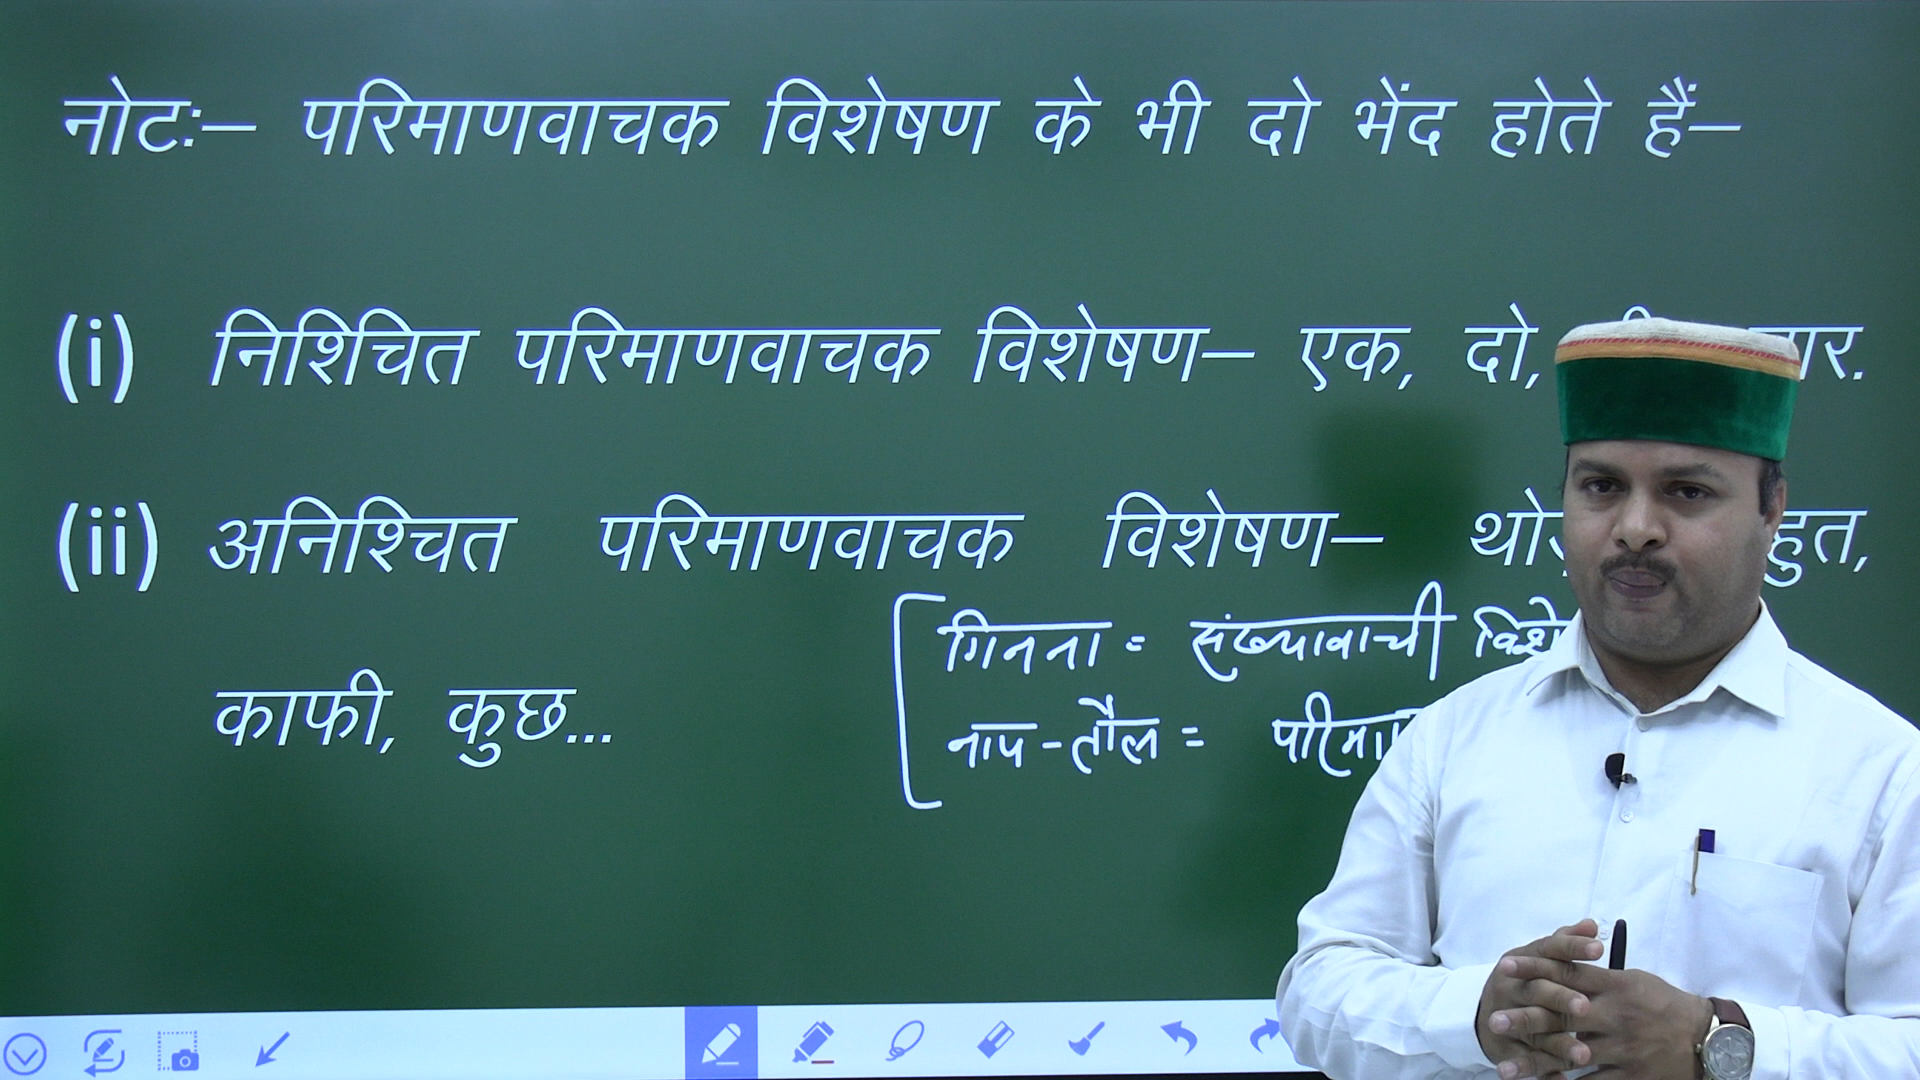 नोटः– परिमाणवाचक विशेषण के भी दो भेंद होते हैं–
(i) निश्चित परिमाणवाचक विशेषण– एक, दो,
(ii) अनिश्चित परिमाणवाचक विशेषण–
काफी, कुछ...
गिनना = संख्यावाची
नाप-तौल =